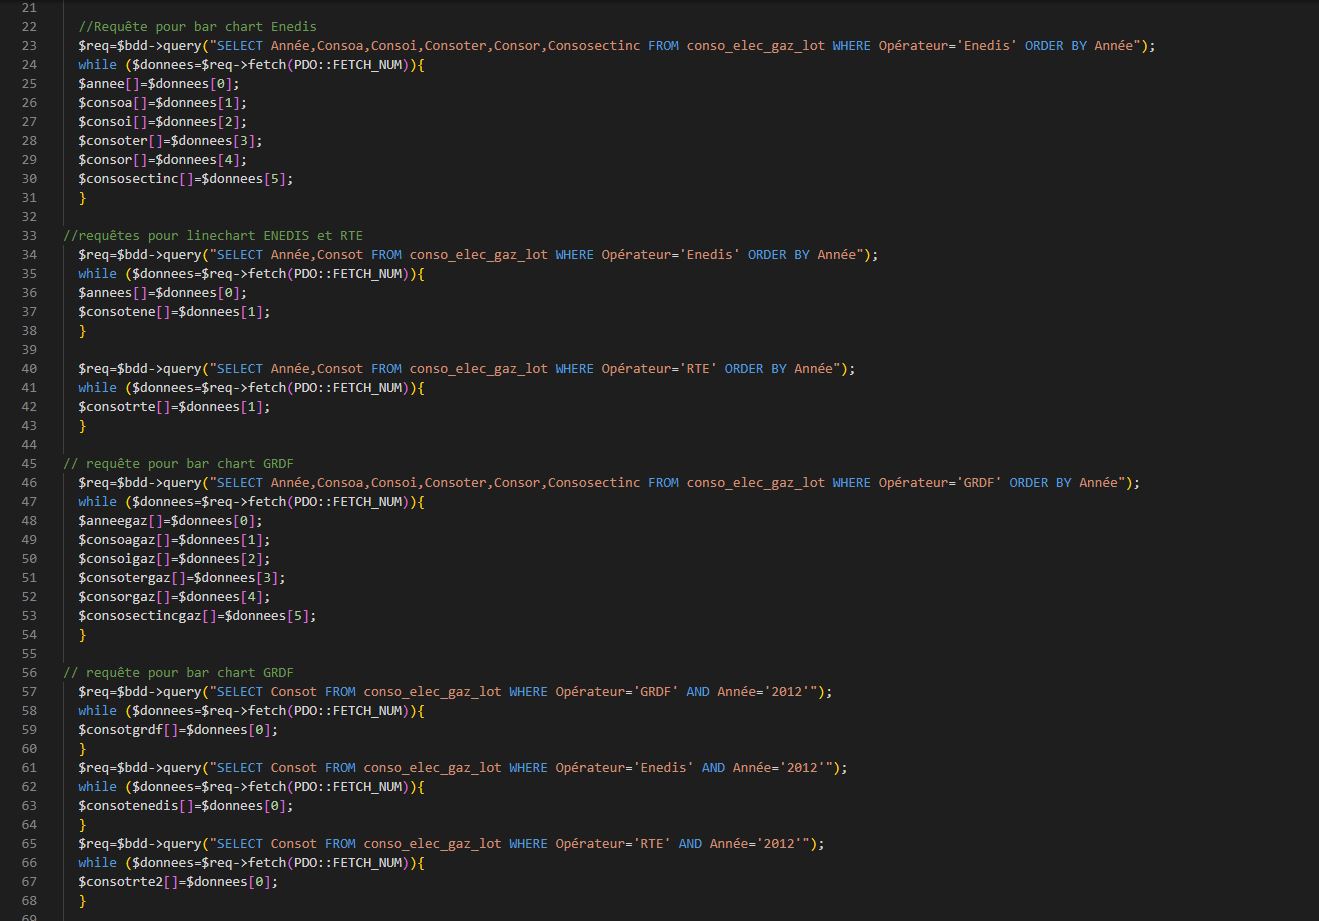 21
22 //Requête pour bar chart Enedis
23 $req=$bdd->query("SELECT Année,Consoa,Consoi,Consoter,Consor,Consosectinc FROM conso_elec_gaz_lot WHERE Opérateur='Enedis' ORDER BY Année");
24 while ($donnees=$req->fetch(PDO::FETCH_NUM)){
25 $annee[]=$donnees[0];
26 $consoa[]=$donnees[1];
27 $consoi[]=$donnees[2];
28 $consoter[]=$donnees[3];
29 $consor[]=$donnees[4];
30 $consosectinc[]=$donnees[5];
31 }
32
33 //requêtes pour linechart ENEDIS et RTE
34 $req=$bdd->query("SELECT Année,Consot FROM conso_elec_gaz_lot WHERE Opérateur='Enedis' ORDER BY Année");
35 while ($donnees=$req->fetch(PDO::FETCH_NUM)){
36 $annees[]=$donnees[0];
37 $consotene[]=$donnees[1];
38 }
39
40 $req=$bdd->query("SELECT Année,Consot FROM conso_elec_gaz_lot WHERE Opérateur='RTE' ORDER BY Année");
41 while ($donnees=$req->fetch(PDO::FETCH_NUM)){
42 $consotrte[]=$donnees[1];
43 }
44
45 // requête pour bar chart GRDF
46 $req=$bdd->query("SELECT Année,Consoa,Consoi,Consoter,Consor,Consosectinc FROM conso_elec_gaz_lot WHERE Opérateur='GRDF' ORDER BY Année");
47 while ($donnees=$req->fetch(PDO::FETCH_NUM)){
48 $anneegaz[]=$donnees[0];
49 $consoagaz[]=$donnees[1];
50 $consoigaz[]=$donnees[2];
51 $consotergaz[]=$donnees[3];
52 $consorgaz[]=$donnees[4];
53 $consosectincgaz[]=$donnees[5];
54 }
55
56 // requête pour bar chart GRDF
57 $req=$bdd->query("SELECT Consot FROM conso_elec_gaz_lot WHERE Opérateur='GRDF' AND Année='2012'");
58 while ($donnees=$req->fetch(PDO::FETCH_NUM)){
59 $consotgrdf[]=$donnees[0];
60 }
61 $req=$bdd->query("SELECT Consot FROM conso_elec_gaz_lot WHERE Opérateur='Enedis' AND Année='2012'");
62 while ($donnees=$req->fetch(PDO::FETCH_NUM)){
63 $consotenedis[]=$donnees[0];
64 }
65 $req=$bdd->query("SELECT Consot FROM conso_elec_gaz_lot WHERE Opérateur='RTE' AND Année='2012'");
66 while ($donnees=$req->fetch(PDO::FETCH_NUM)){
67 $consotrte2[]=$donnees[0];
68 }
69